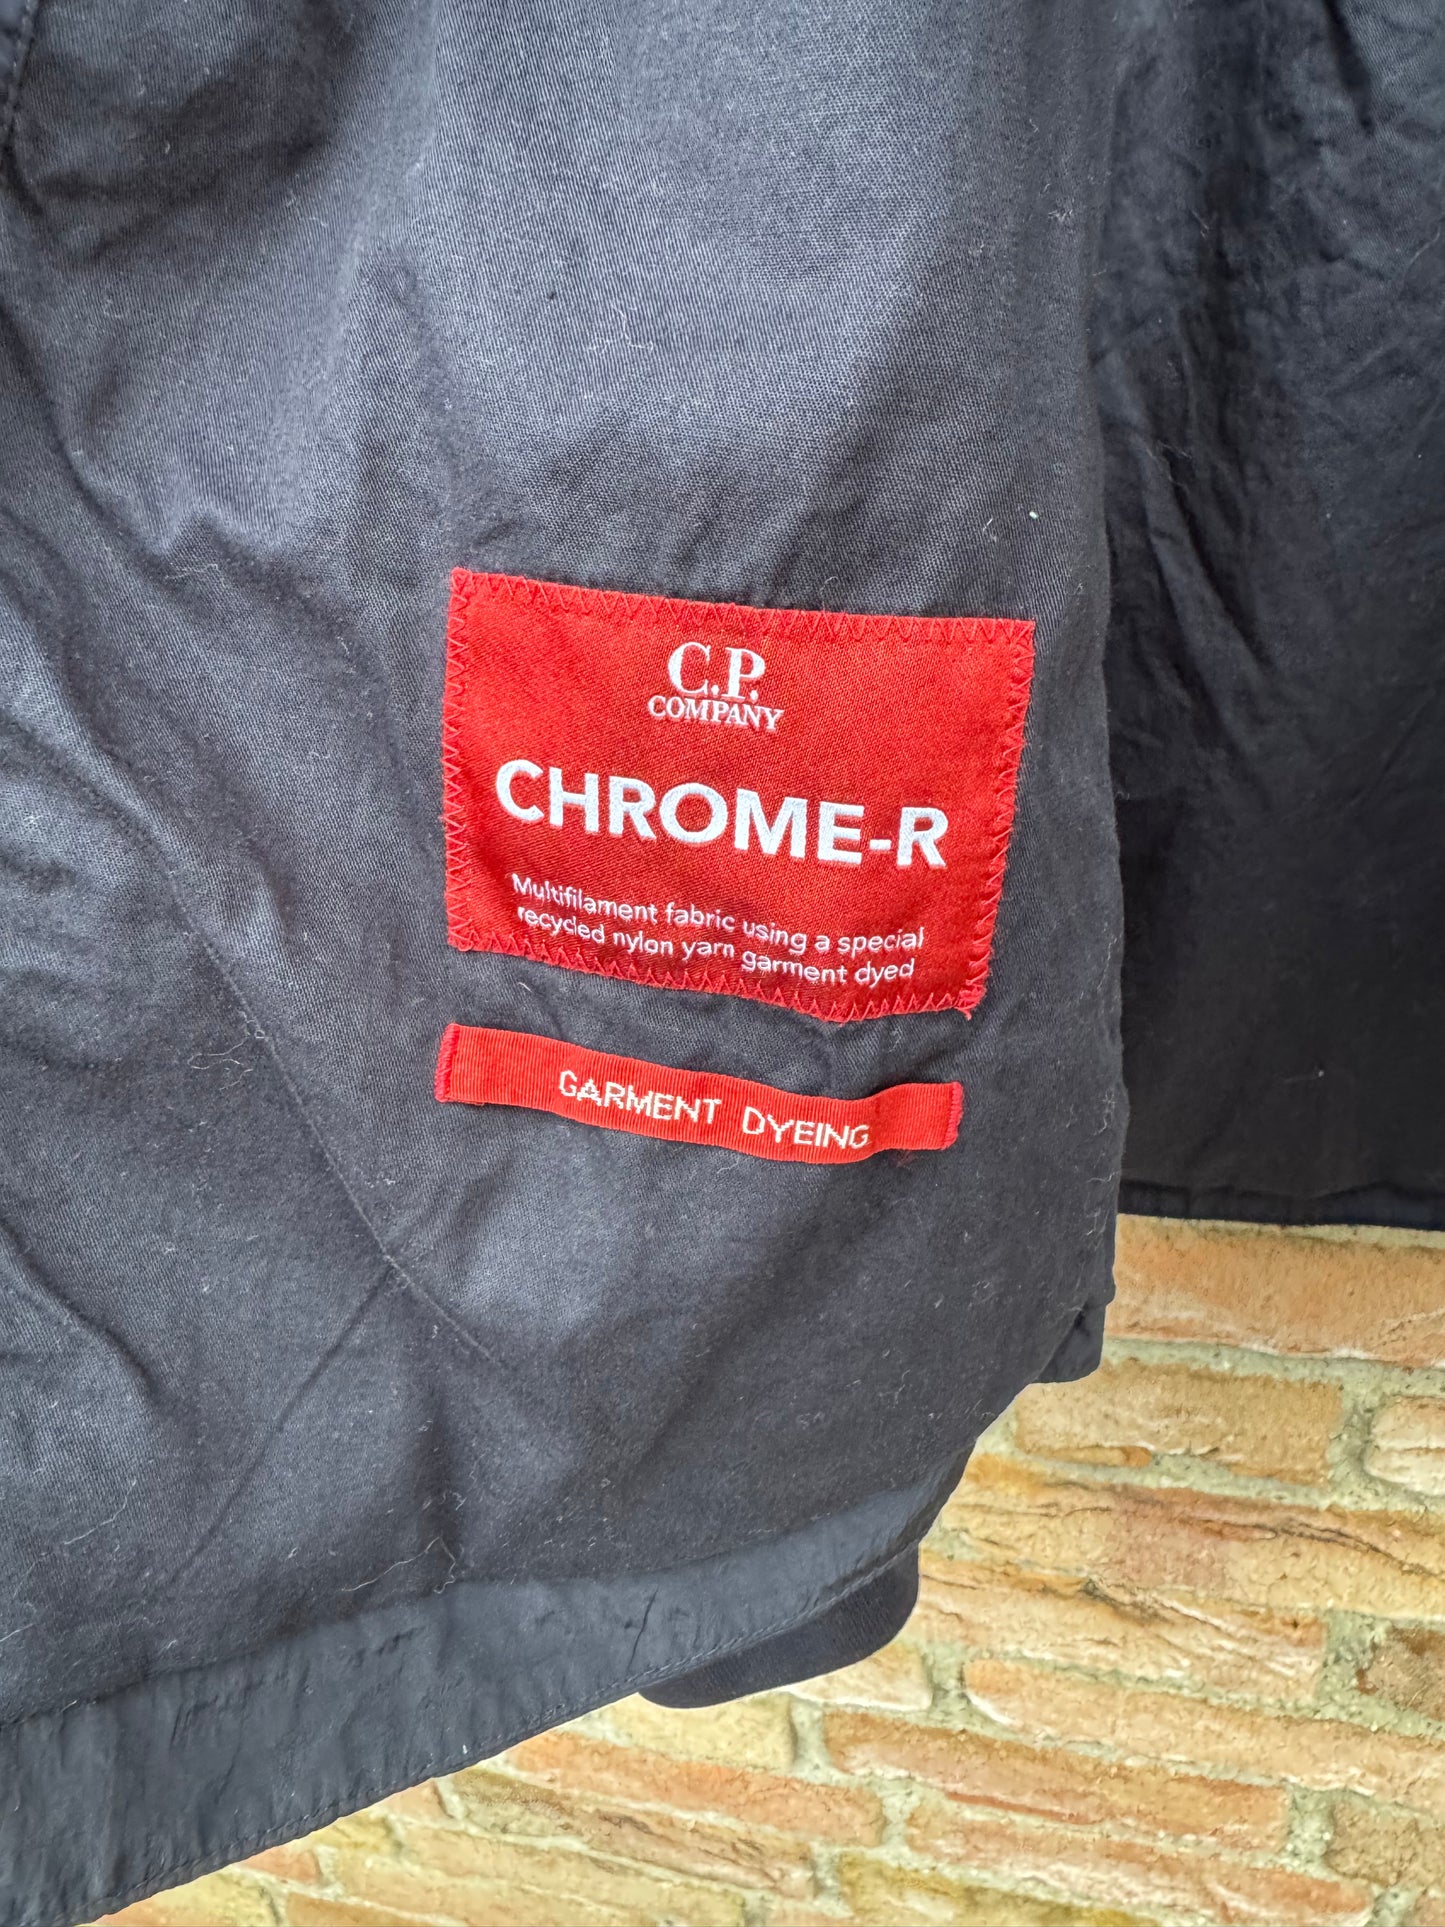 C.P.
COMPANY
CHROME-R
Multifilament fabric using a special
recycled nylon yarn garment dyed
GARMENT DYEING